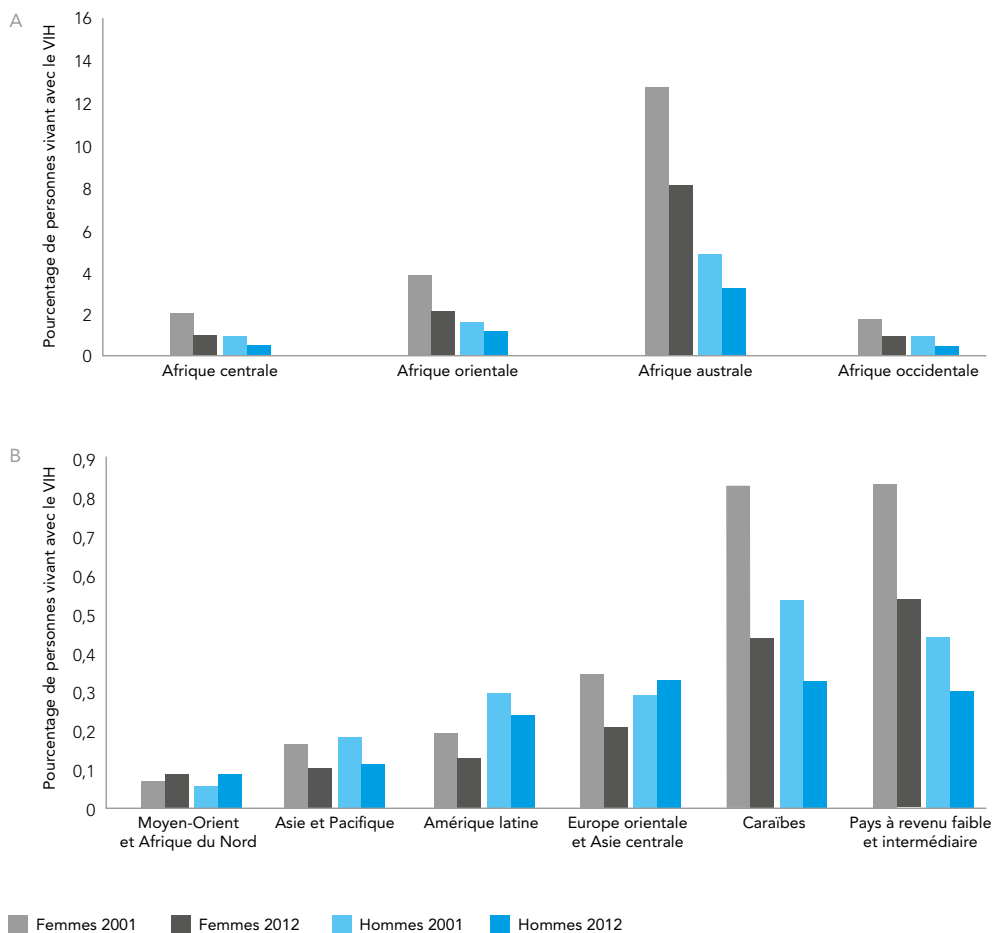 A
Pourcentage de personnes vivant avec le VIH
16
14
12
10
8
6
4
2
0
Afrique centrale
Afrique orientale
Afrique australe
Afrique occidentale
B
Pourcentage de personnes vivant avec le VIH
0,9
0,8
0,7
0,6
0,5
0,4
0,3
0,2
0,1
0
Moyen-Orient
et Afrique du Nord
Asie et Pacifique
Amérique latine
Europe orientale
et Asie centrale
Caraïbes
Pays à revenu faible
et intermédiaire
Femmes 2001
Femmes 2012
Hommes 2001
Hommes 2012